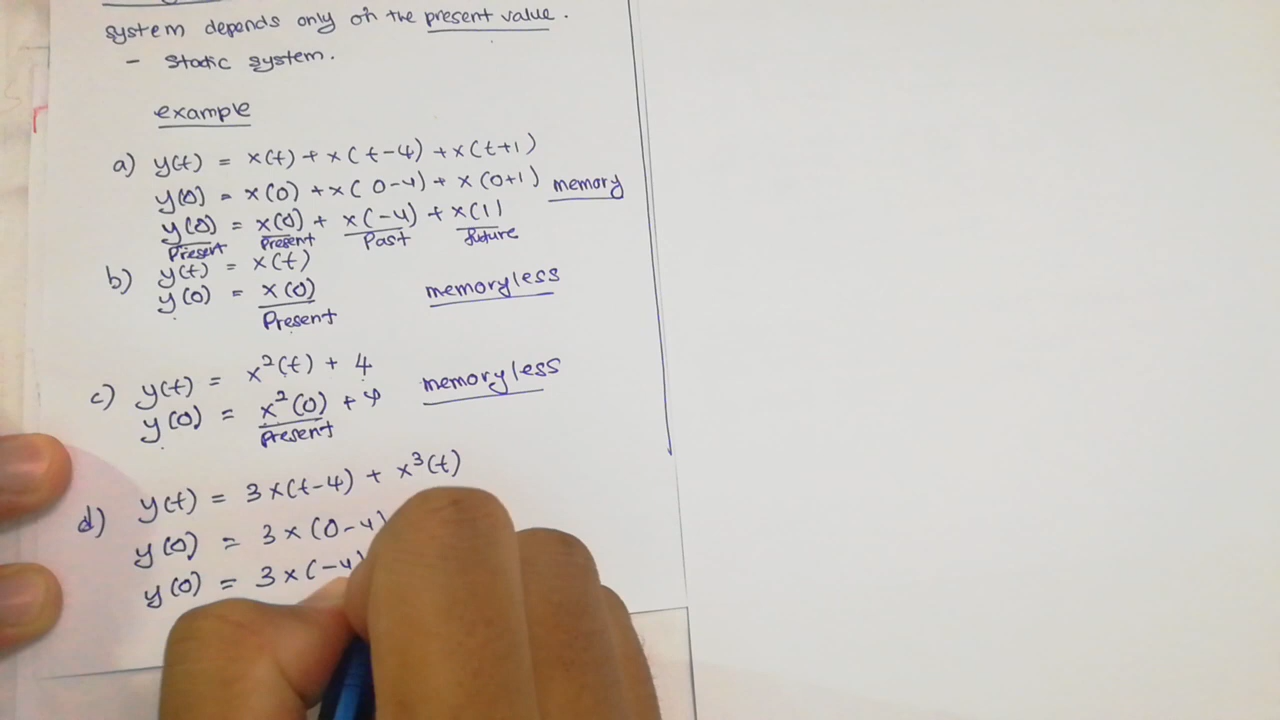 system depends only on the present value.
- Static system.
example
a) y(t) = x(t) + x(t-4) + x(t+1)
y(0) = x(0) + x(0-4) + x(0+1) memory
y(0) = x(0) + x(-4) + x(1)
Present Present Past future
b) y(t) = x(t)
y(0) = x(0) memoryless
Present
c) y(t) = x²(t) + 4
y(0) = x²(0) + 4 memoryless
Present
d) y(t) = 3x(t-4) + x³(t)
y(0) = 3x(0-4)
y(0) = 3x(-4)